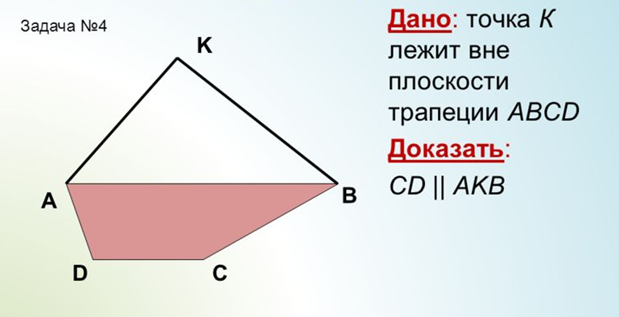 Задача №4
Дано: точка К
лежит вне
плоскости
трапеции ABCD
Доказать:
CD || AKB
K
A
B
D
C